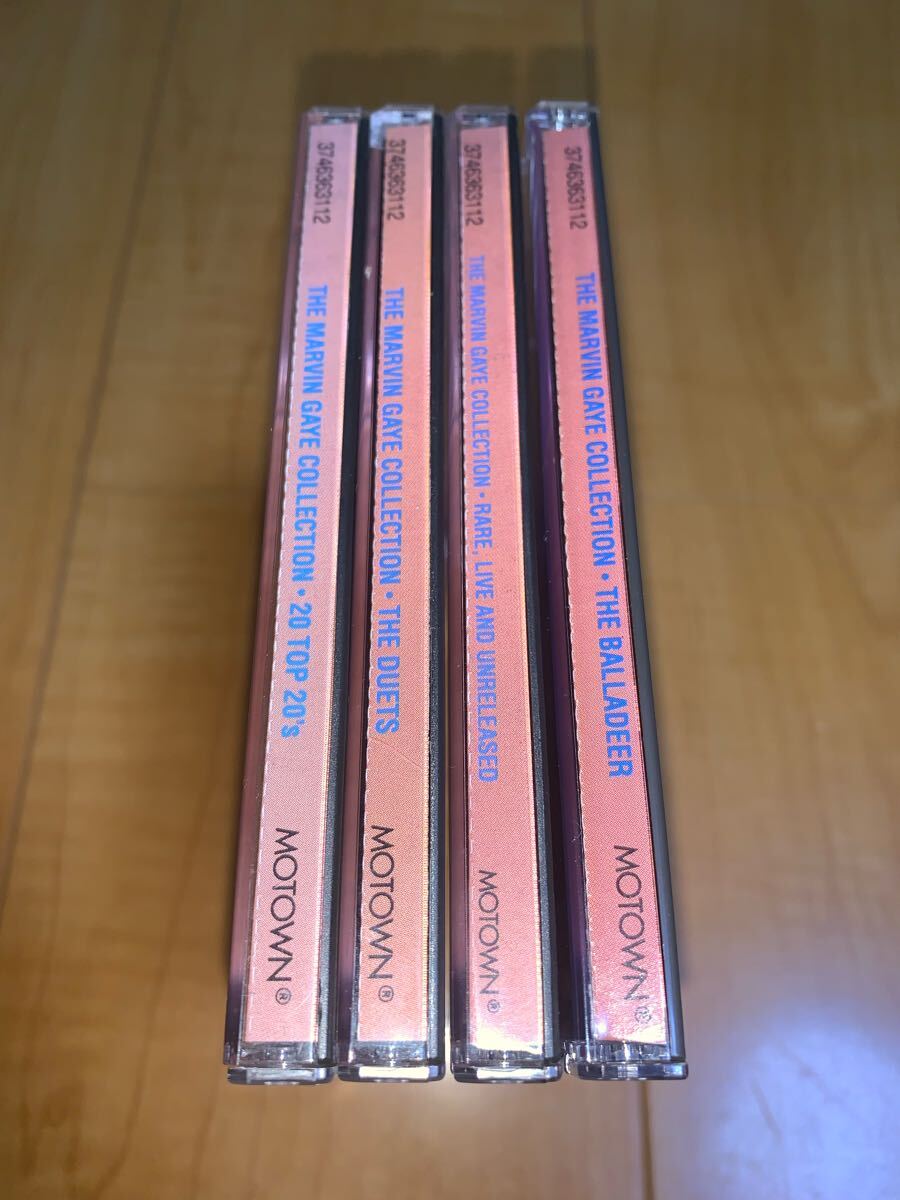 3746363112 THE MARVIN GAYE COLLECTION · 20 TOP 20's MOTOWN®
3746363112 THE MARVIN GAYE COLLECTION · THE DUETS MOTOWN®
3746363112 THE MARVIN GAYE COLLECTION · RARE, LIVE AND UNRELEASED MOTOWN®
3746363112 THE MARVIN GAYE COLLECTION · THE BALLADEER MOTOWN®